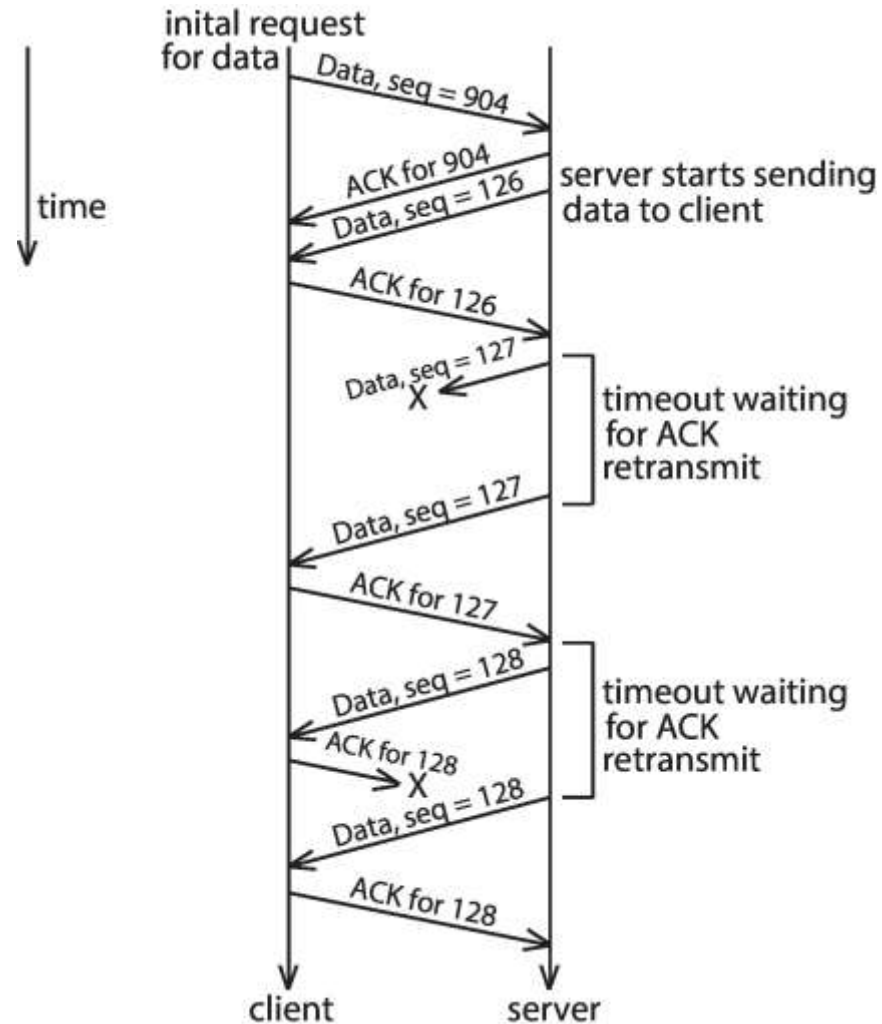 inital request
for data
Data, seq = 904
ACK for 904
server starts sending
data to client
time
Data, seq = 126
ACK for 126
Data, seq = 127
timeout waiting
for ACK
retransmit
Data, seq = 127
ACK for 127
Data, seq = 128
timeout waiting
for ACK
retransmit
ACK for 128
X
Data, seq = 128
ACK for 128
client
server
X